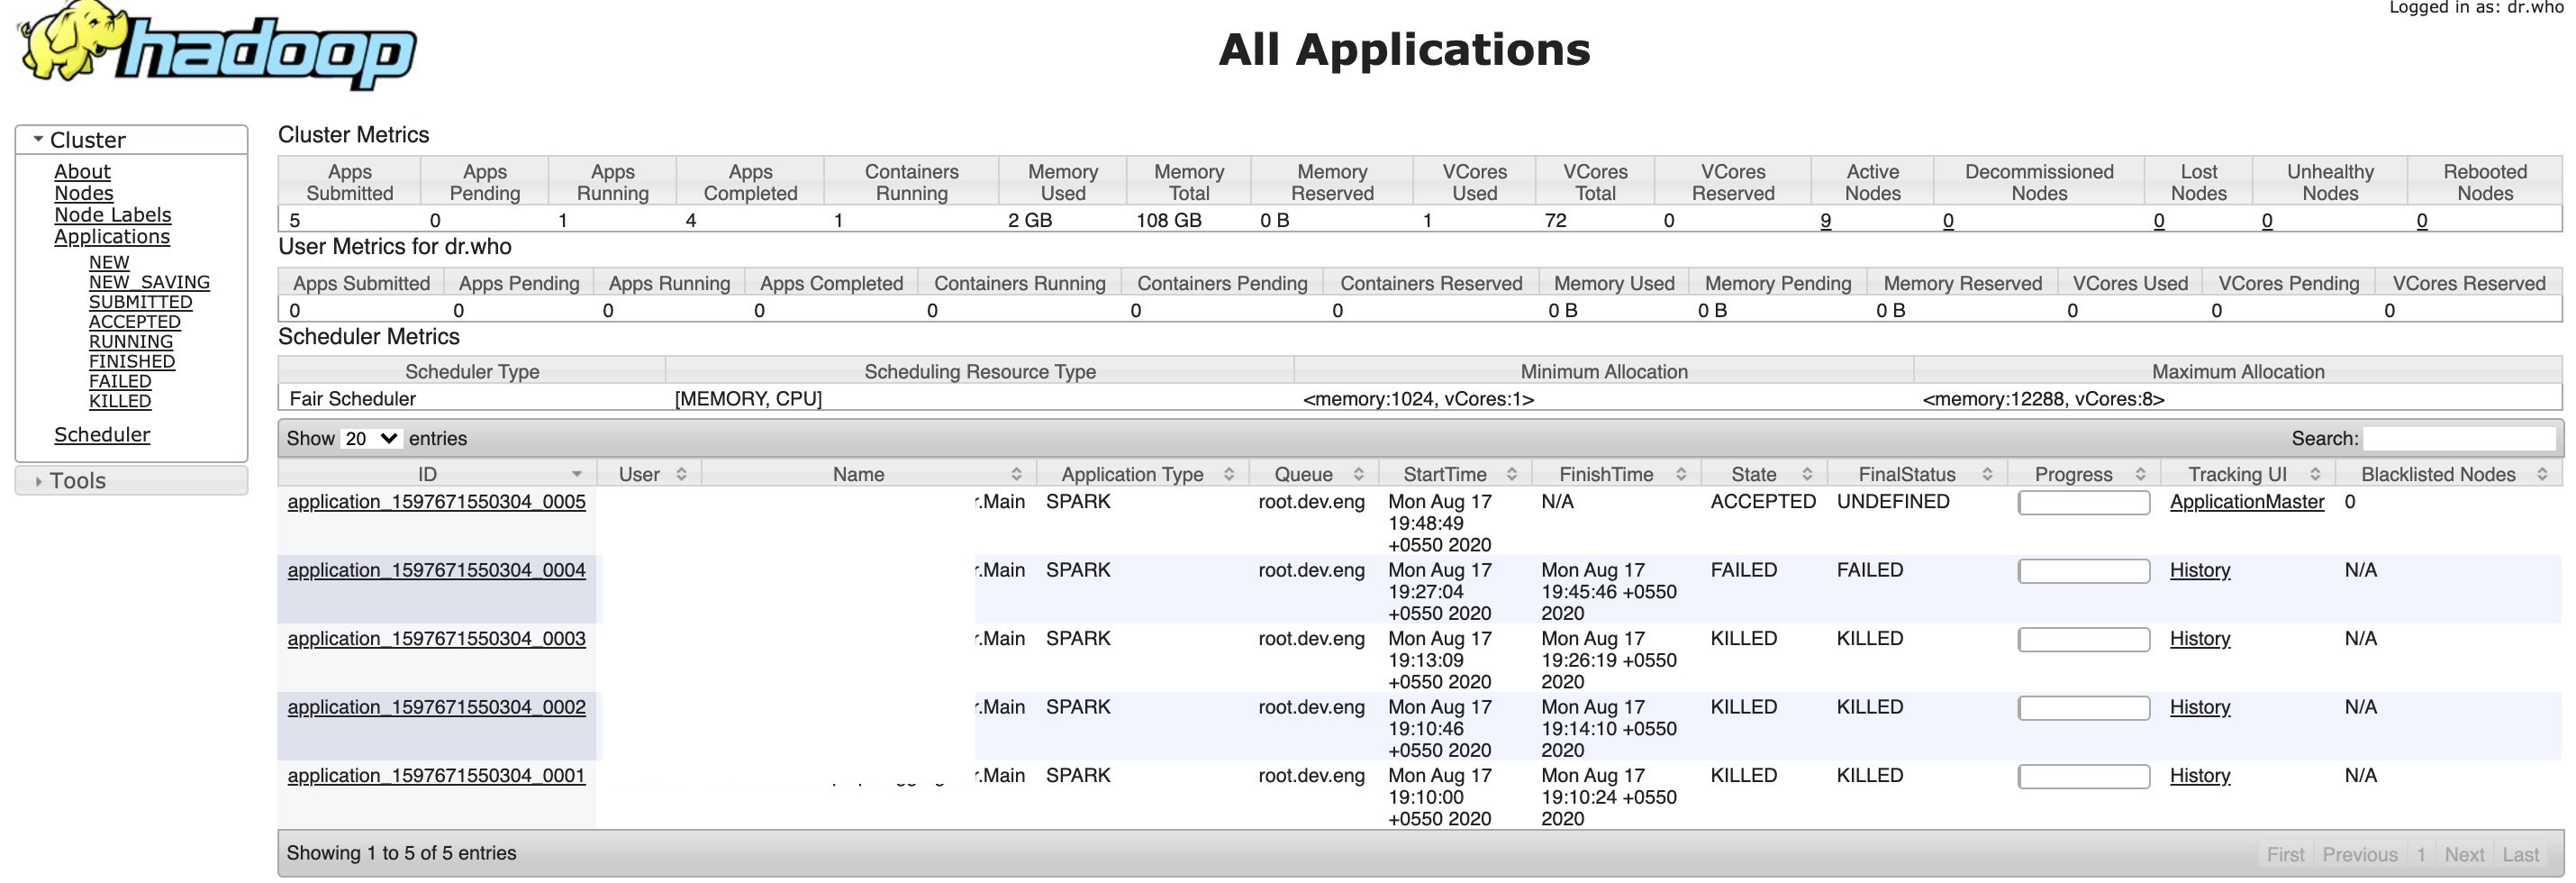 Logged in as: dr.who
hadoop
All Applications
Cluster
About
Nodes
Node Labels
Applications
NEW
NEW_SAVING
SUBMITTED
ACCEPTED
RUNNING
FINISHED
FAILED
KILLED
Scheduler
Tools
Cluster Metrics
Apps Submitted Apps Pending Apps Running Apps Completed Containers Running Memory Used Memory Total Memory Reserved VCores Used VCores Total VCores Reserved Active Nodes Decommissioned Nodes Lost Nodes Unhealthy Nodes Rebooted Nodes
5 0 1 4 1 2 GB 108 GB 0 B 1 72 0 9 0 0 0 0
User Metrics for dr.who
Apps Submitted Apps Pending Apps Running Apps Completed Containers Running Containers Pending Containers Reserved Memory Used Memory Pending Memory Reserved VCores Used VCores Pending VCores Reserved
0 0 0 0 0 0 0 0 B 0 B 0 B 0 0 0
Scheduler Metrics
Scheduler Type Scheduling Resource Type Minimum Allocation Maximum Allocation
Fair Scheduler [MEMORY, CPU] <memory:1024, vCores:1> <memory:12288, vCores:8>
Show 20 entries Search:
ID User Name Application Type Queue StartTime FinishTime State FinalStatus Progress Tracking UI Blacklisted Nodes
application_1597671550304_0005 r.Main SPARK root.dev.eng Mon Aug 17 19:48:49 +0550 2020 N/A ACCEPTED UNDEFINED ApplicationMaster 0
application_1597671550304_0004 r.Main SPARK root.dev.eng Mon Aug 17 19:27:04 +0550 2020 Mon Aug 17 19:45:46 +0550 2020 FAILED FAILED History N/A
application_1597671550304_0003 r.Main SPARK root.dev.eng Mon Aug 17 19:13:09 +0550 2020 Mon Aug 17 19:26:19 +0550 2020 KILLED KILLED History N/A
application_1597671550304_0002 r.Main SPARK root.dev.eng Mon Aug 17 19:10:46 +0550 2020 Mon Aug 17 19:14:10 +0550 2020 KILLED KILLED History N/A
application_1597671550304_0001 r.Main SPARK root.dev.eng Mon Aug 17 19:10:00 +0550 2020 Mon Aug 17 19:10:24 +0550 2020 KILLED KILLED History N/A
Showing 1 to 5 of 5 entries First Previous 1 Next Last